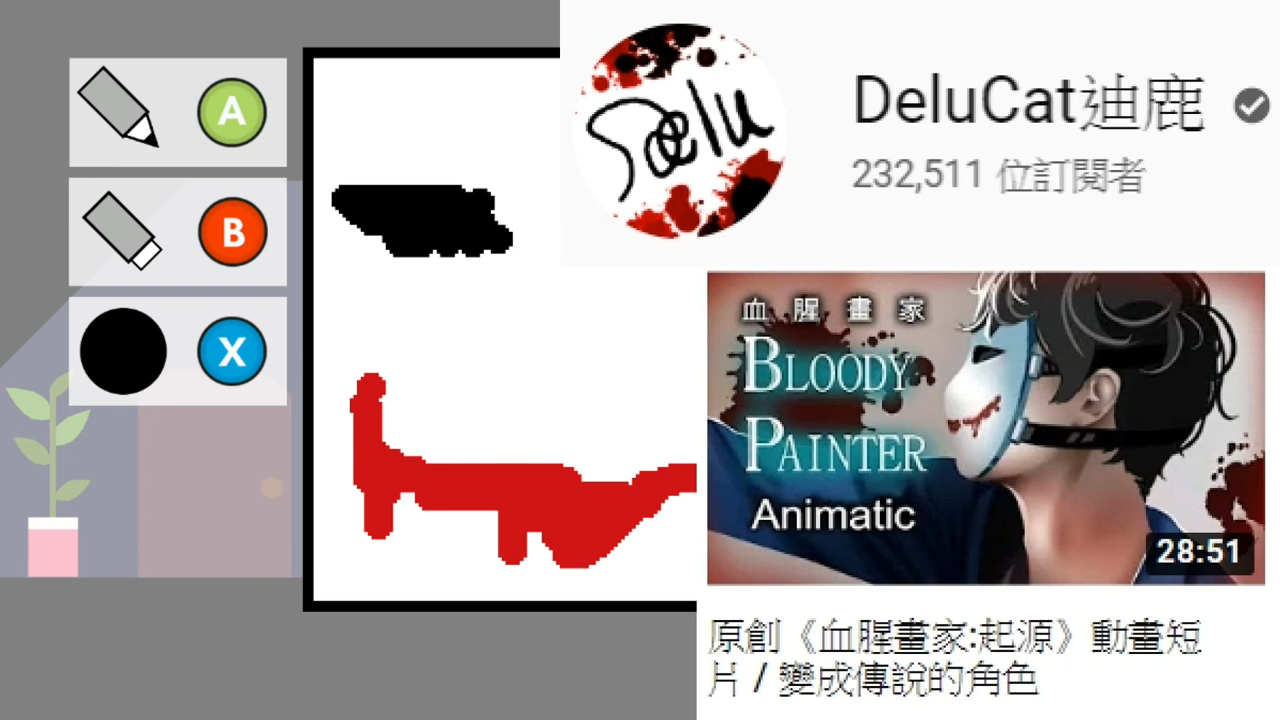 A
B
X
Delu
DeluCat迪鹿
232,511 位訂閱者
血腥畫家
BLOODY
PAINTER
Animatic
28:51
原創《血腥畫家:起源》動畫短
片 / 變成傳說的角色